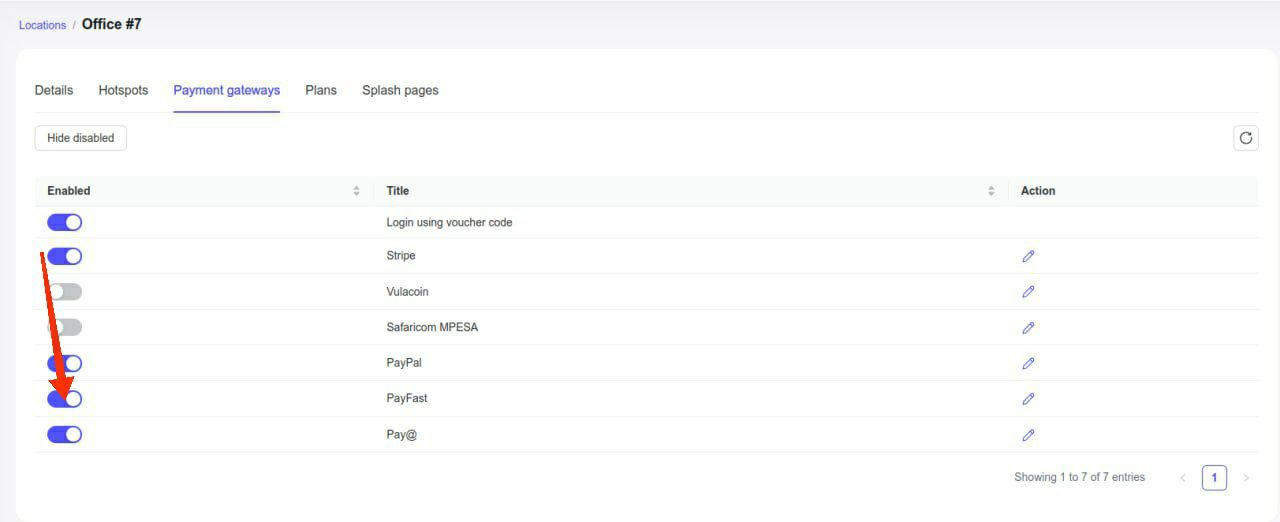 Locations / Office #7
Details Hotspots Payment gateways Plans Splash pages
Hide disabled
Enabled Title Action
Login using voucher code
Stripe
Vulacoin
Safaricom MPESA
PayPal
PayFast
Pay@
Showing 1 to 7 of 7 entries < 1 >